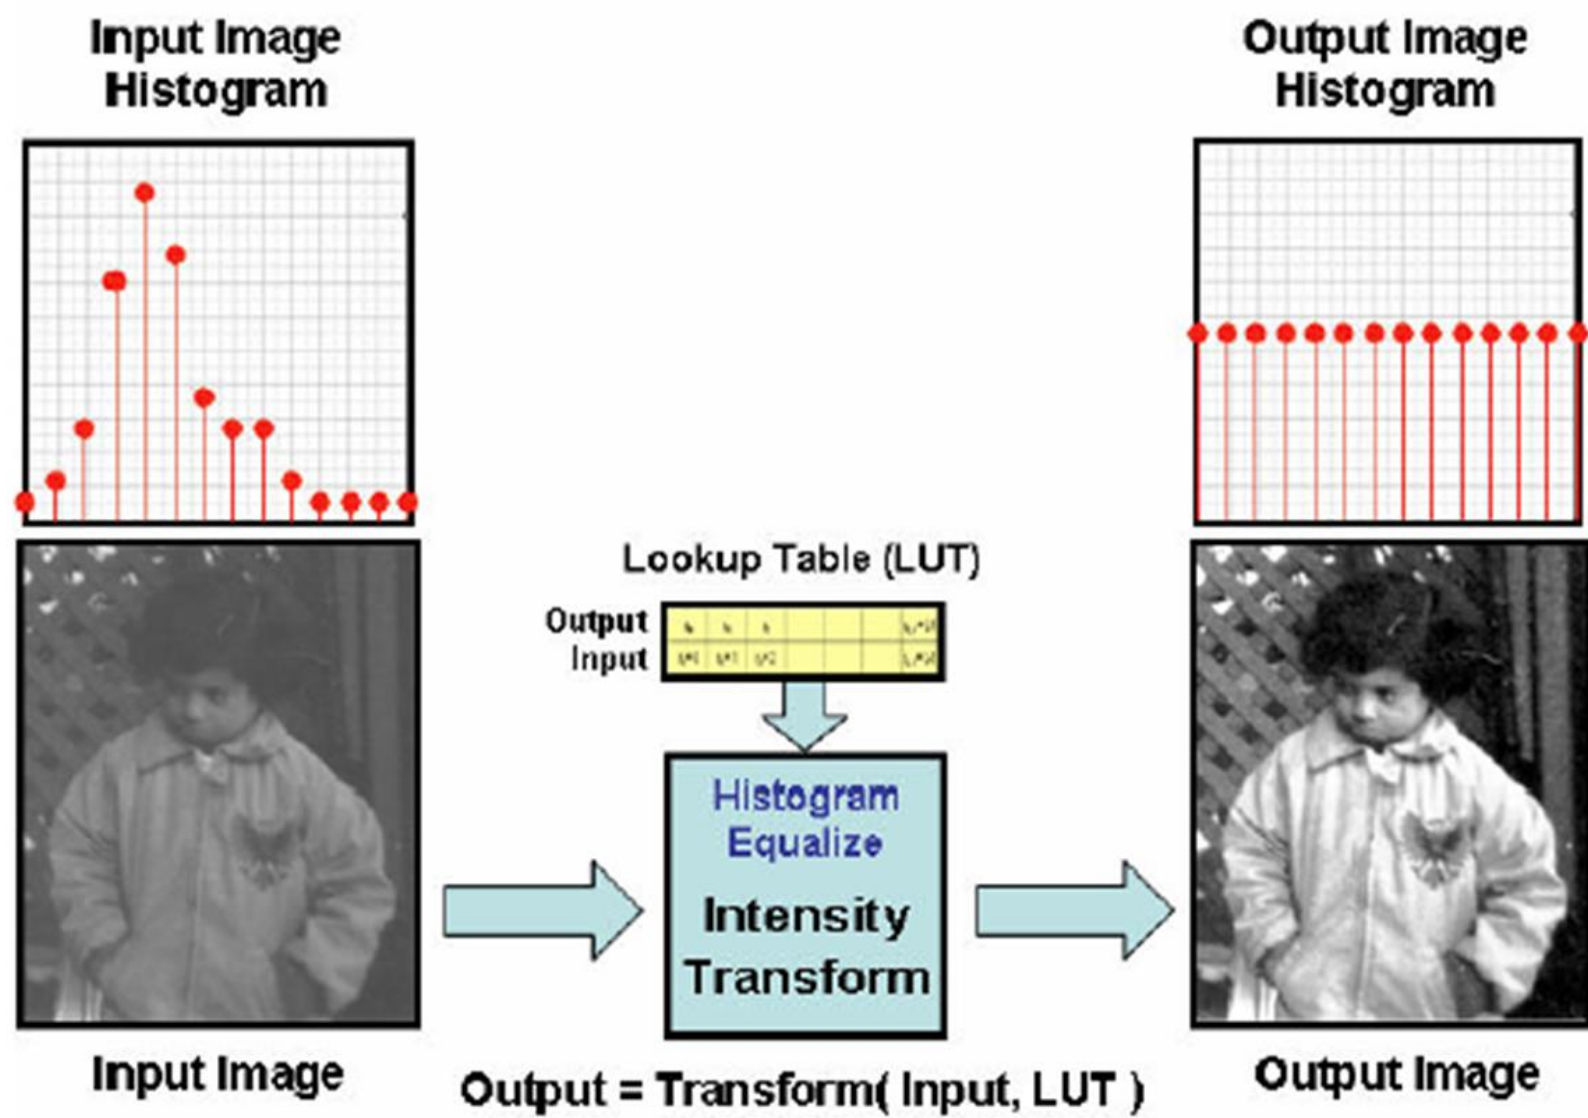 Input Image
Histogram
Output Image
Histogram
Lookup Table (LUT)
Output
Input
Histogram
Equalize
Intensity
Transform
Input Image
Output = Transform( Input, LUT )
Output Image